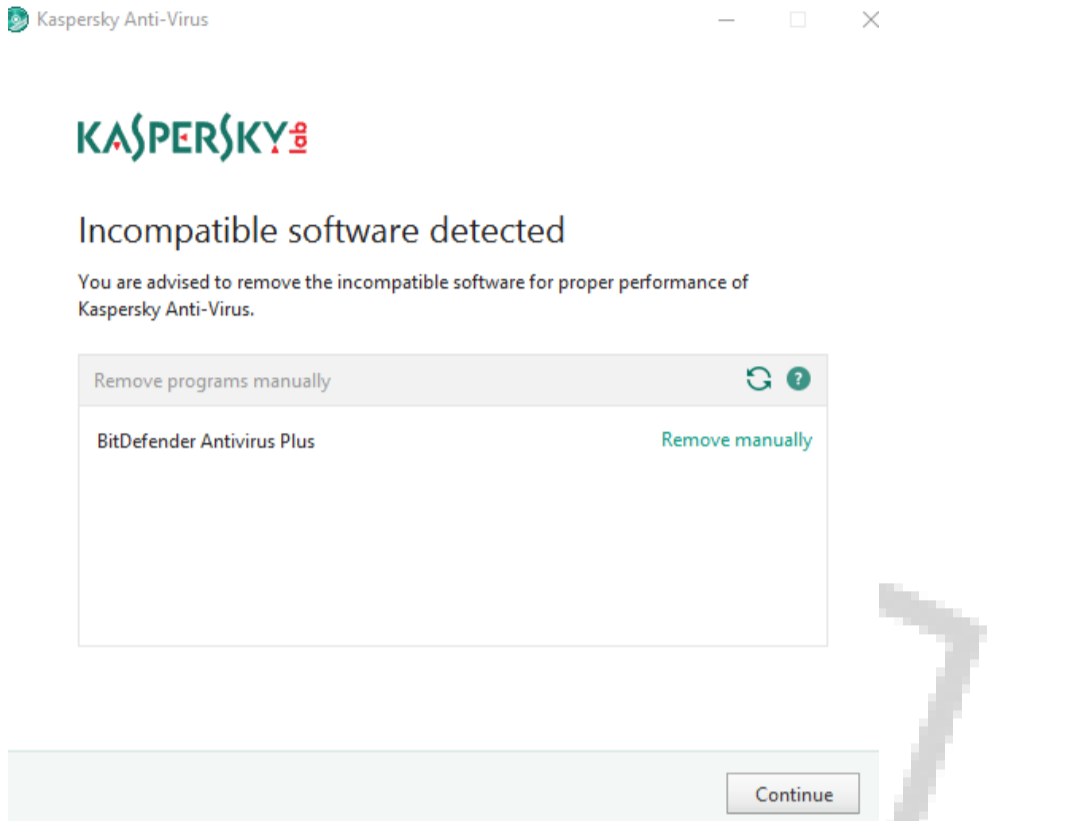 Kaspersky Anti-Virus
KASPERSKY lab
Incompatible software detected
You are advised to remove the incompatible software for proper performance of
Kaspersky Anti-Virus.
Remove programs manually ?
BitDefender Antivirus Plus Remove manually
Continue